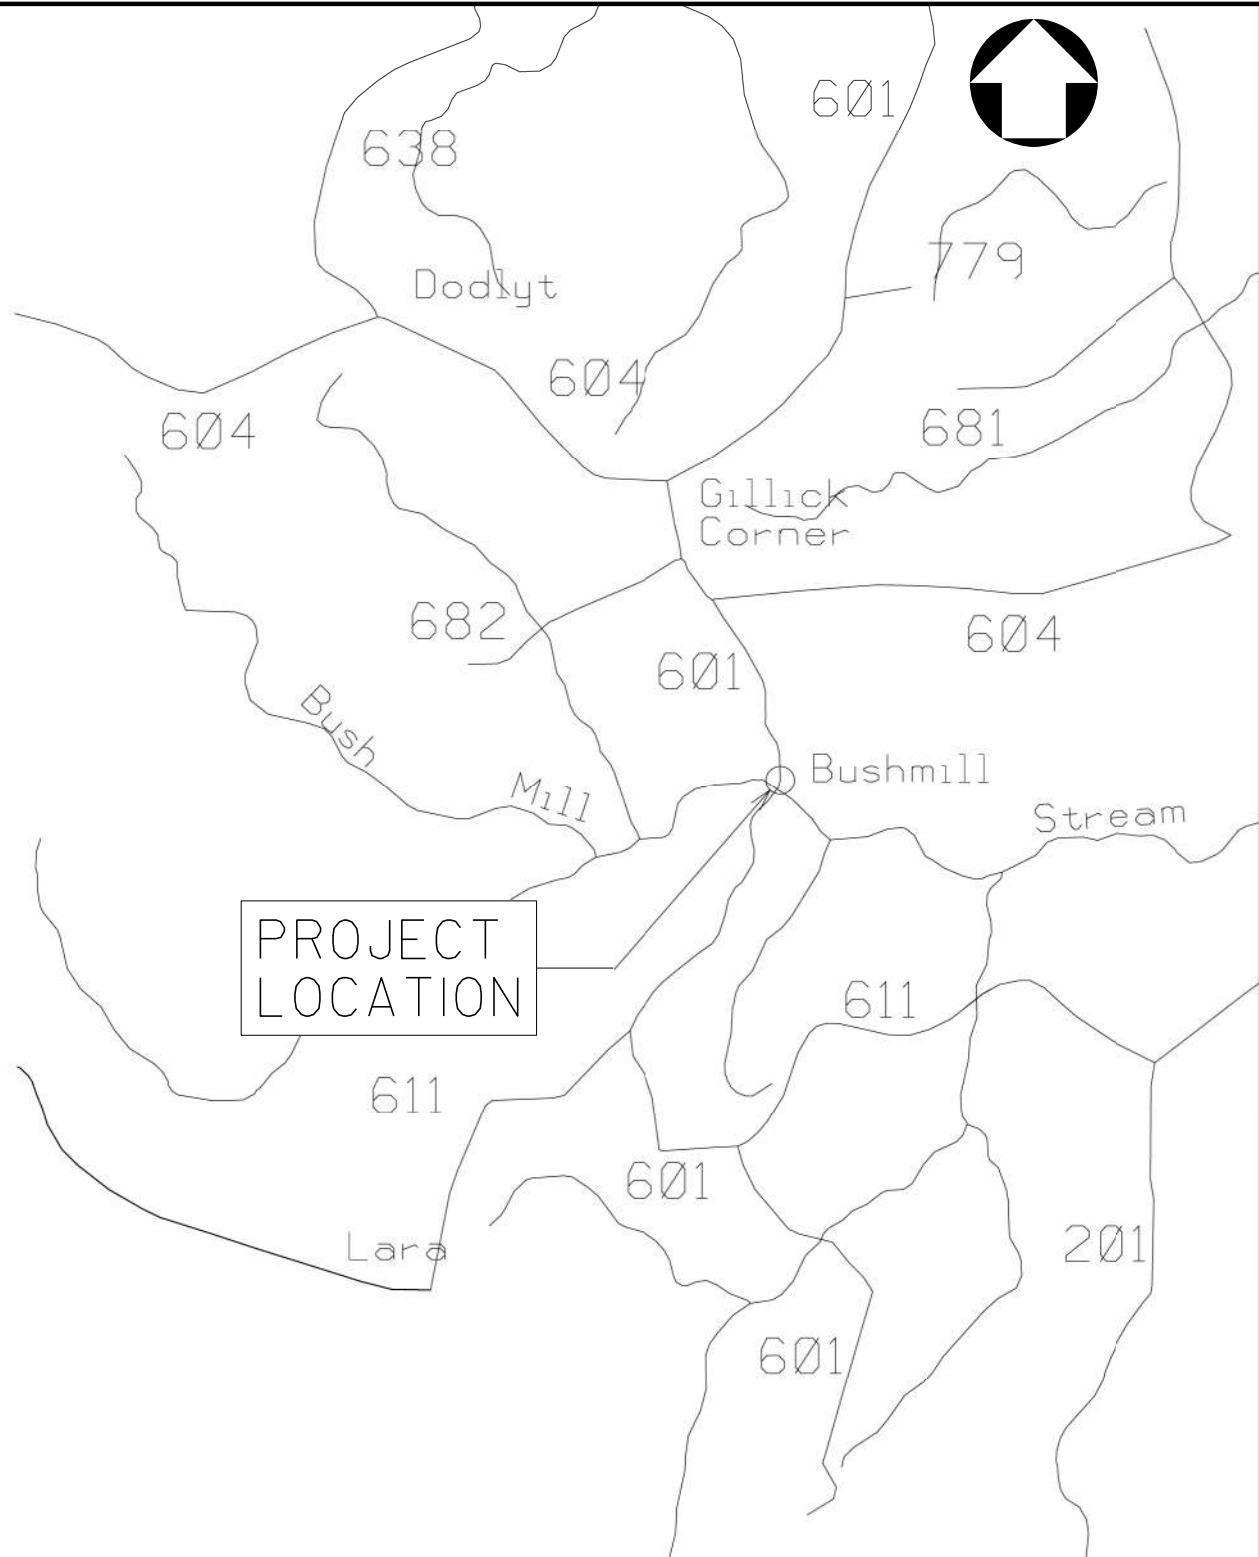 601
638
779
Dodlyt
604
604
681
Gillick
Corner
682
604
601
Bush
Mill
Bushmill
Stream
PROJECT
LOCATION
611
611
601
Lara
201
601